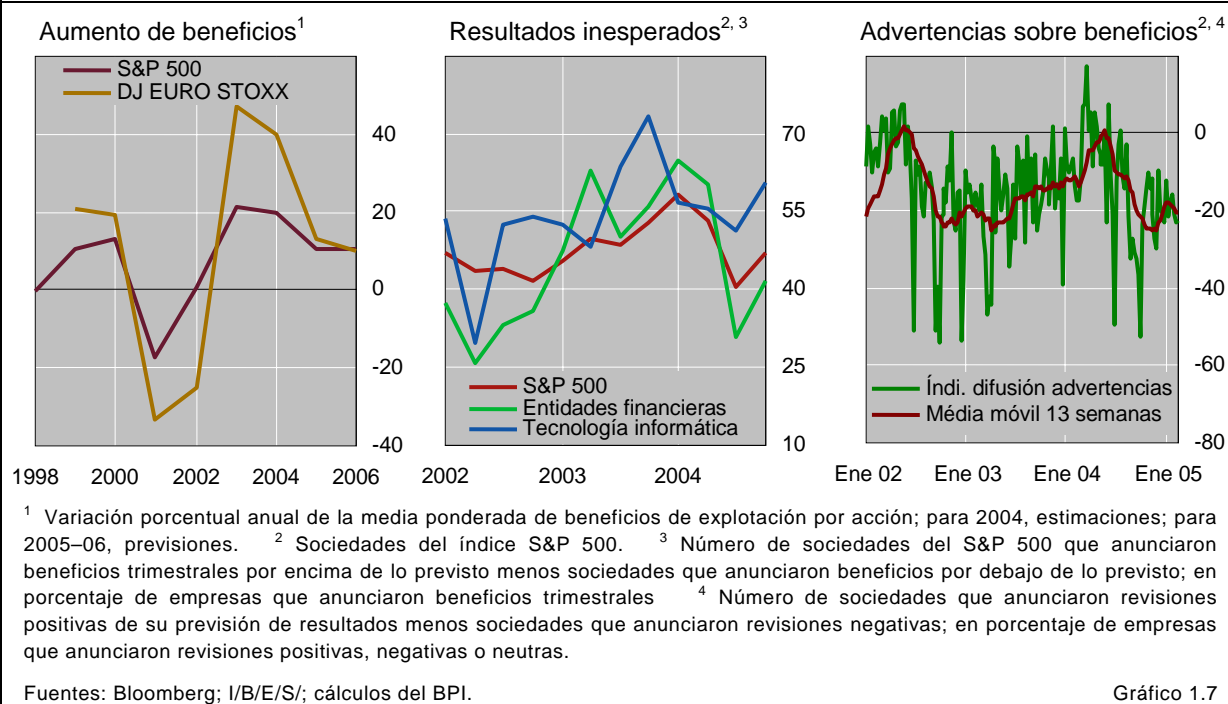 Aumento de beneficios1
S&P 500
DJ EURO STOXX
40
20
0
-20
-40
1998 2000 2002 2004 2006
Resultados inesperados2, 3
70
55
40
25
10
S&P 500
Entidades financieras
Tecnología informática
2002 2003 2004
Advertencias sobre beneficios2, 4
0
-20
-40
-60
-80
Índi. difusión advertencias
Média móvil 13 semanas
Ene 02 Ene 03 Ene 04 Ene 05
1 Variación porcentual anual de la media ponderada de beneficios de explotación por acción; para 2004, estimaciones; para
2005–06, previsiones. 2 Sociedades del índice S&P 500. 3 Número de sociedades del S&P 500 que anunciaron
beneficios trimestrales por encima de lo previsto menos sociedades que anunciaron beneficios por debajo de lo previsto; en
porcentaje de empresas que anunciaron beneficios trimestrales 4 Número de sociedades que anunciaron revisiones
positivas de su previsión de resultados menos sociedades que anunciaron revisiones negativas; en porcentaje de empresas
que anunciaron revisiones positivas, negativas o neutras.
Fuentes: Bloomberg; I/B/E/S/; cálculos del BPI. Gráfico 1.7